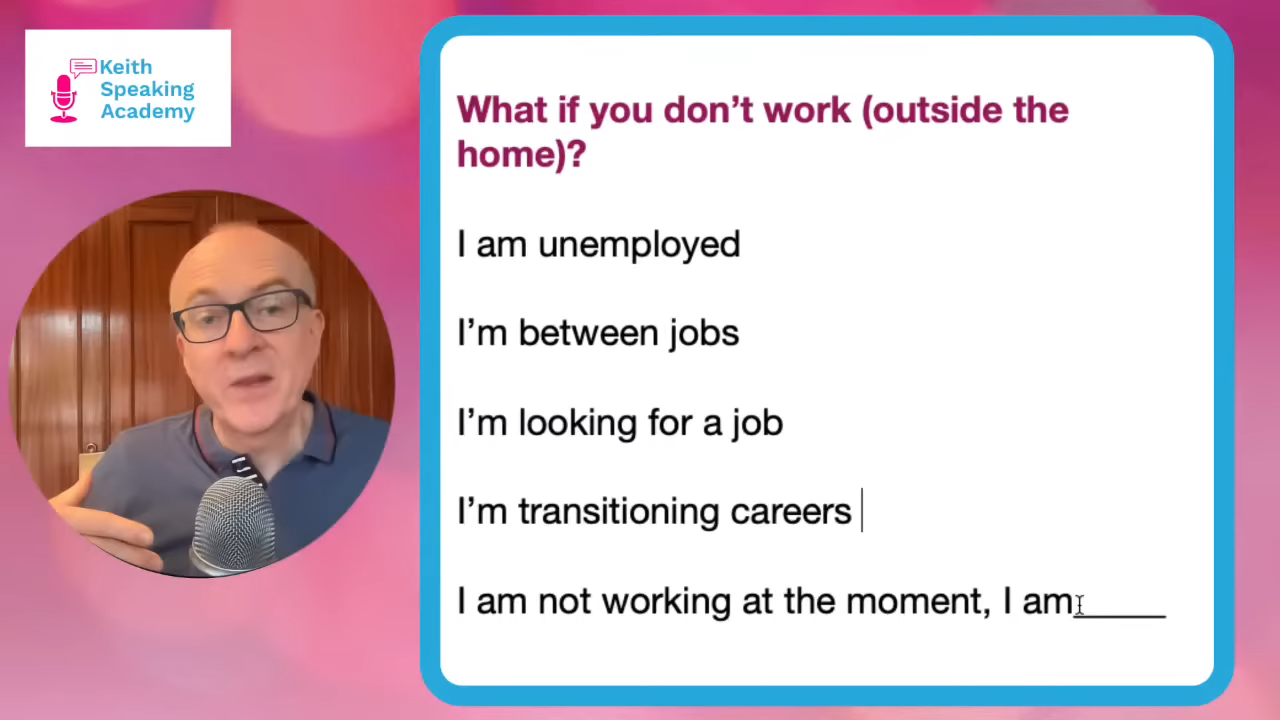 Keith
Speaking
Academy
What if you don’t work (outside the
home)?
I am unemployed
I’m between jobs
I’m looking for a job
I’m transitioning careers
I am not working at the moment, I am_____